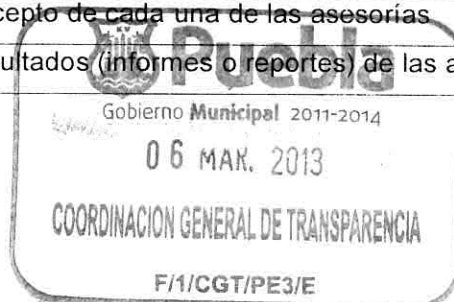 cepto de cada una de las asesorías
ultados (informes o reportes) de las a
Puebla
Gobierno Municipal 2011-2014
06 MAR. 2013
COORDINACION GENERAL DE TRANSPARENCIA
F/1/CGT/PE3/E